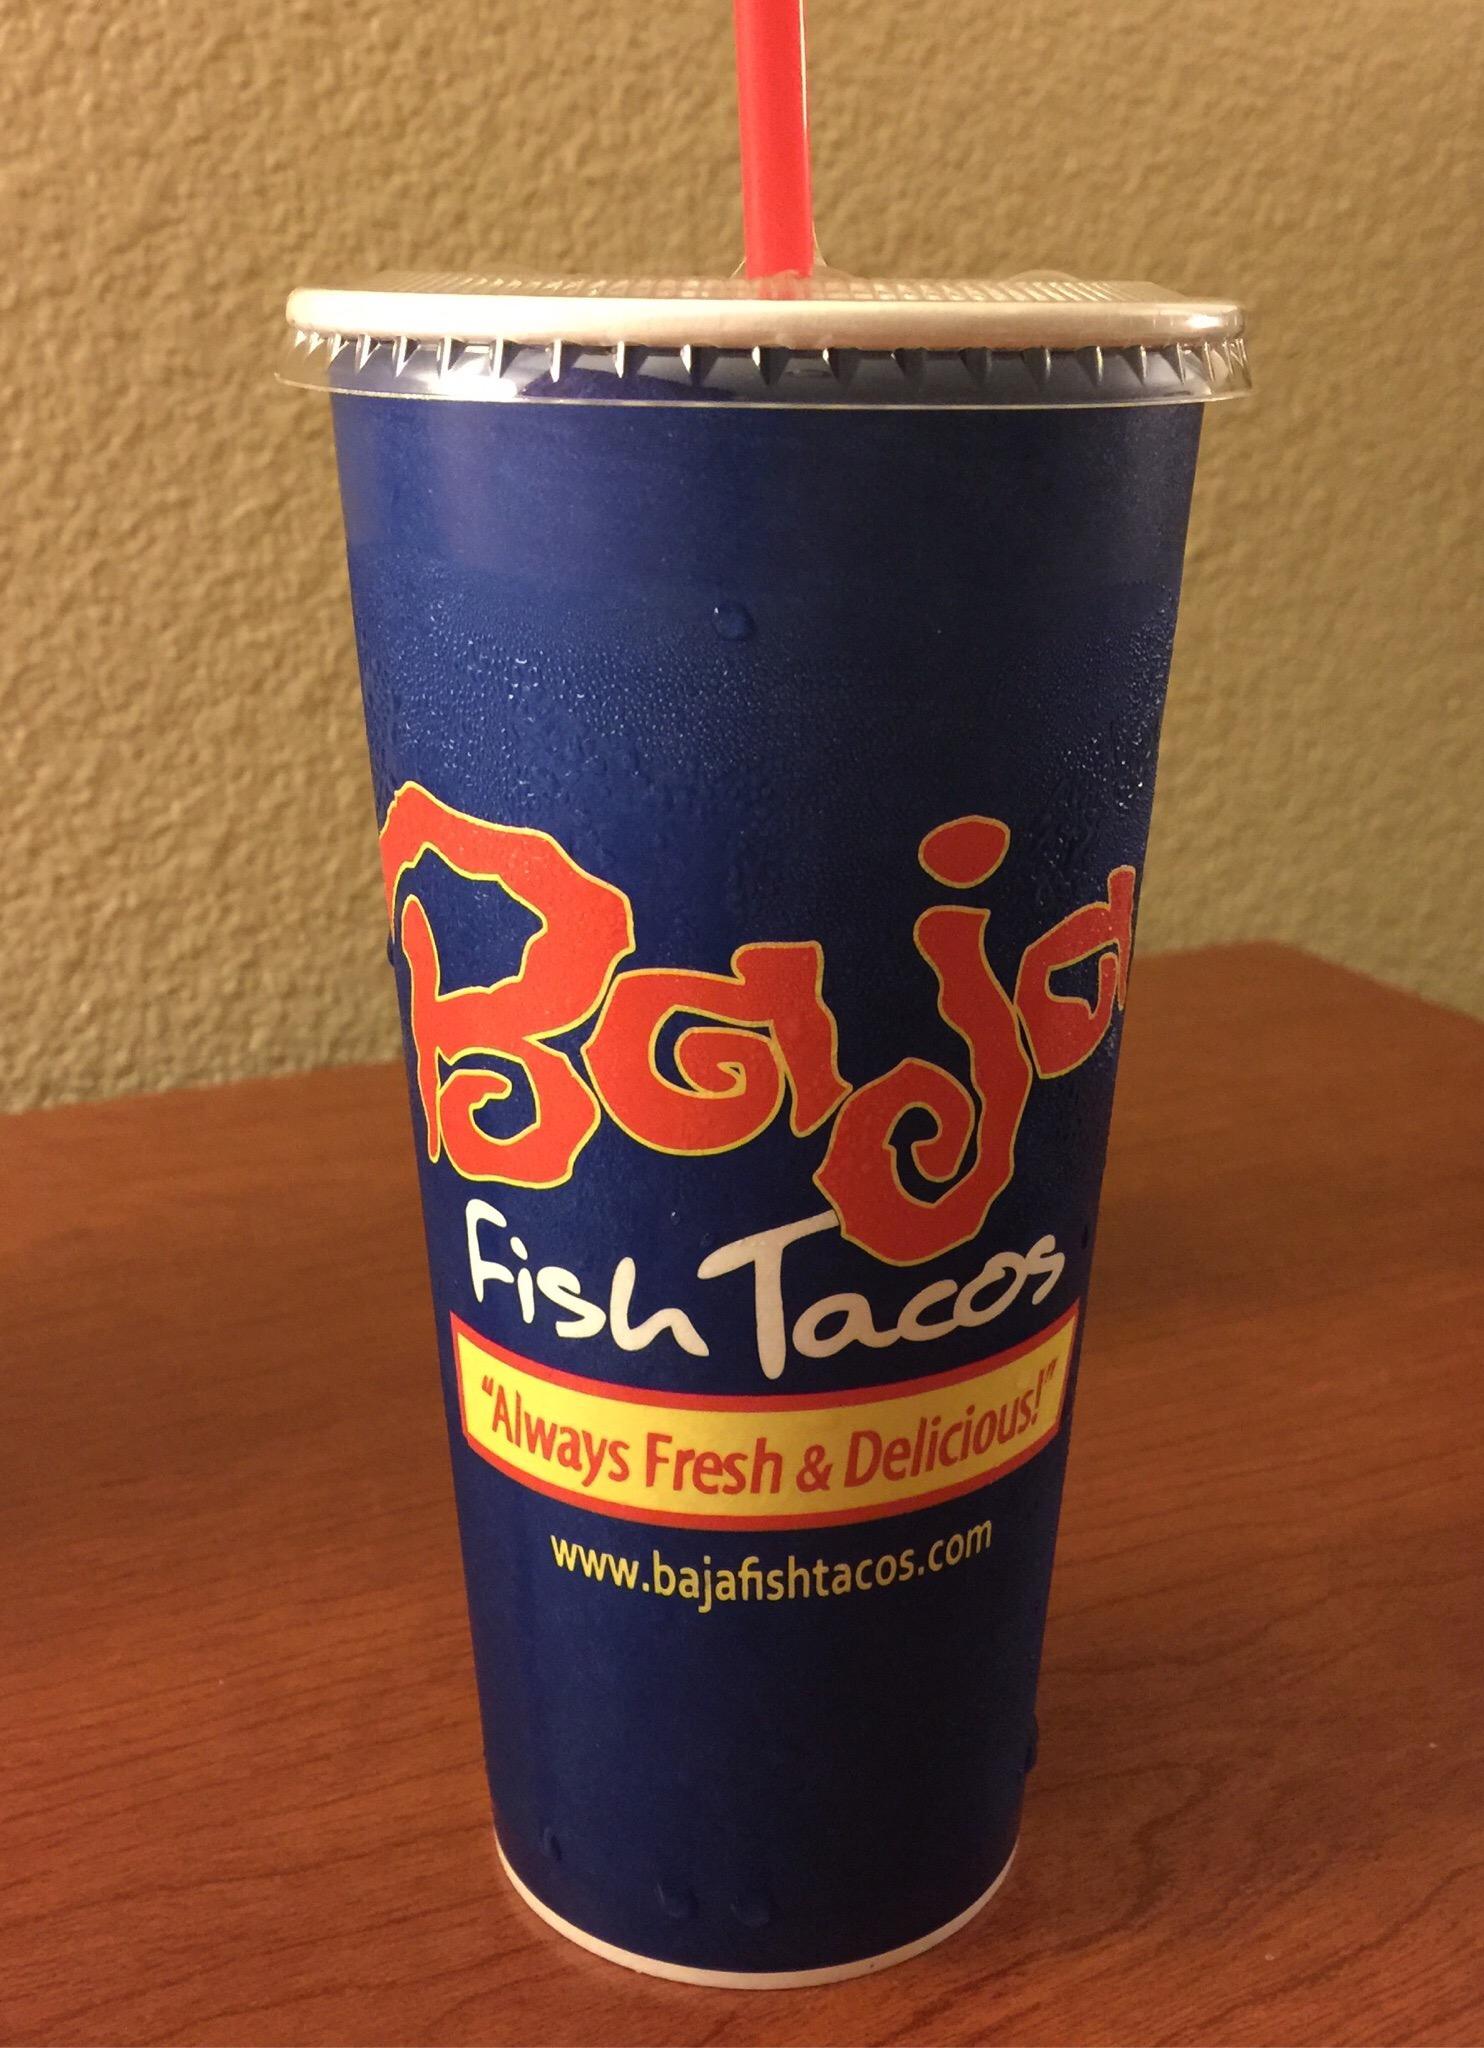 Baja
Fish Tacos
"Always Fresh & Delicious!"
www.bajafishtacos.com